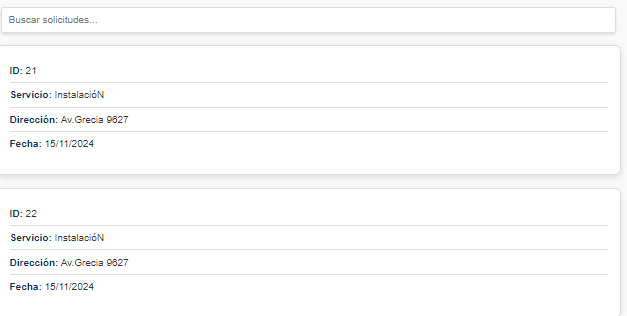 Buscar solicitudes...
ID: 21
Servicio: InstalacióN
Dirección: Av.Grecia 9627
Fecha: 15/11/2024
ID: 22
Servicio: InstalacióN
Dirección: Av.Grecia 9627
Fecha: 15/11/2024